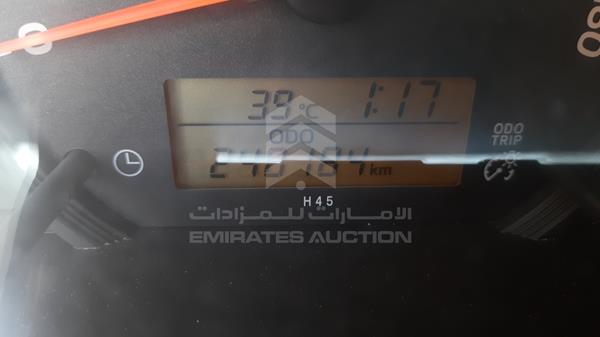 39°C 1:17
ODO
km
ODO
TRIP
H45
الامارات للمزادات
EMIRATES AUCTION